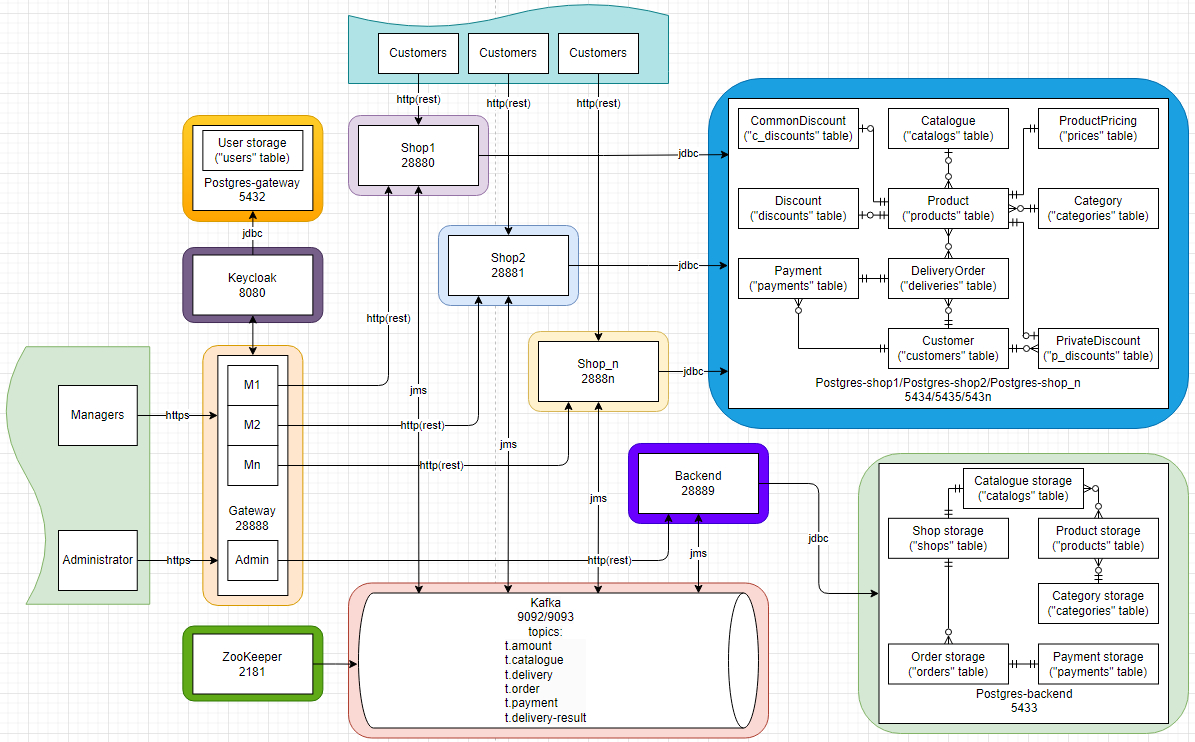 Customers
Customers
Customers
http(rest)
http(rest)
http(rest)
Shop1
28880
jdbc
User storage
("users" table)
Postgres-gateway
5432
jdbc
Keycloak
8080
Shop2
28881
jdbc
http(rest)
Shop_n
2888n
jdbc
jms
M1
M2
Mn
http(rest)
http(rest)
jms
jms
Managers
https
Gateway
28888
Admin
Administrator
https
http(rest)
jms
Backend
28889
jdbc
ZooKeeper
2181
Kafka
9092/9093
topics:
t.amount
t.catalogue
t.delivery
t.order
t.payment
t.delivery-result
CommonDiscount
("c_discounts" table)
Catalogue
("catalogs" table)
ProductPricing
("prices" table)
Discount
("discounts" table)
Product
("products" table)
Category
("categories" table)
Payment
("payments" table)
DeliveryOrder
("deliveries" table)
Customer
("customers" table)
PrivateDiscount
("p_discounts" table)
Postgres-shop1/Postgres-shop2/Postgres-shop_n
5434/5435/543n
Catalogue storage
("catalogs" table)
Shop storage
("shops" table)
Product storage
("products" table)
Category storage
("categories" table)
Order storage
("orders" table)
Payment storage
("payments" table)
Postgres-backend
5433